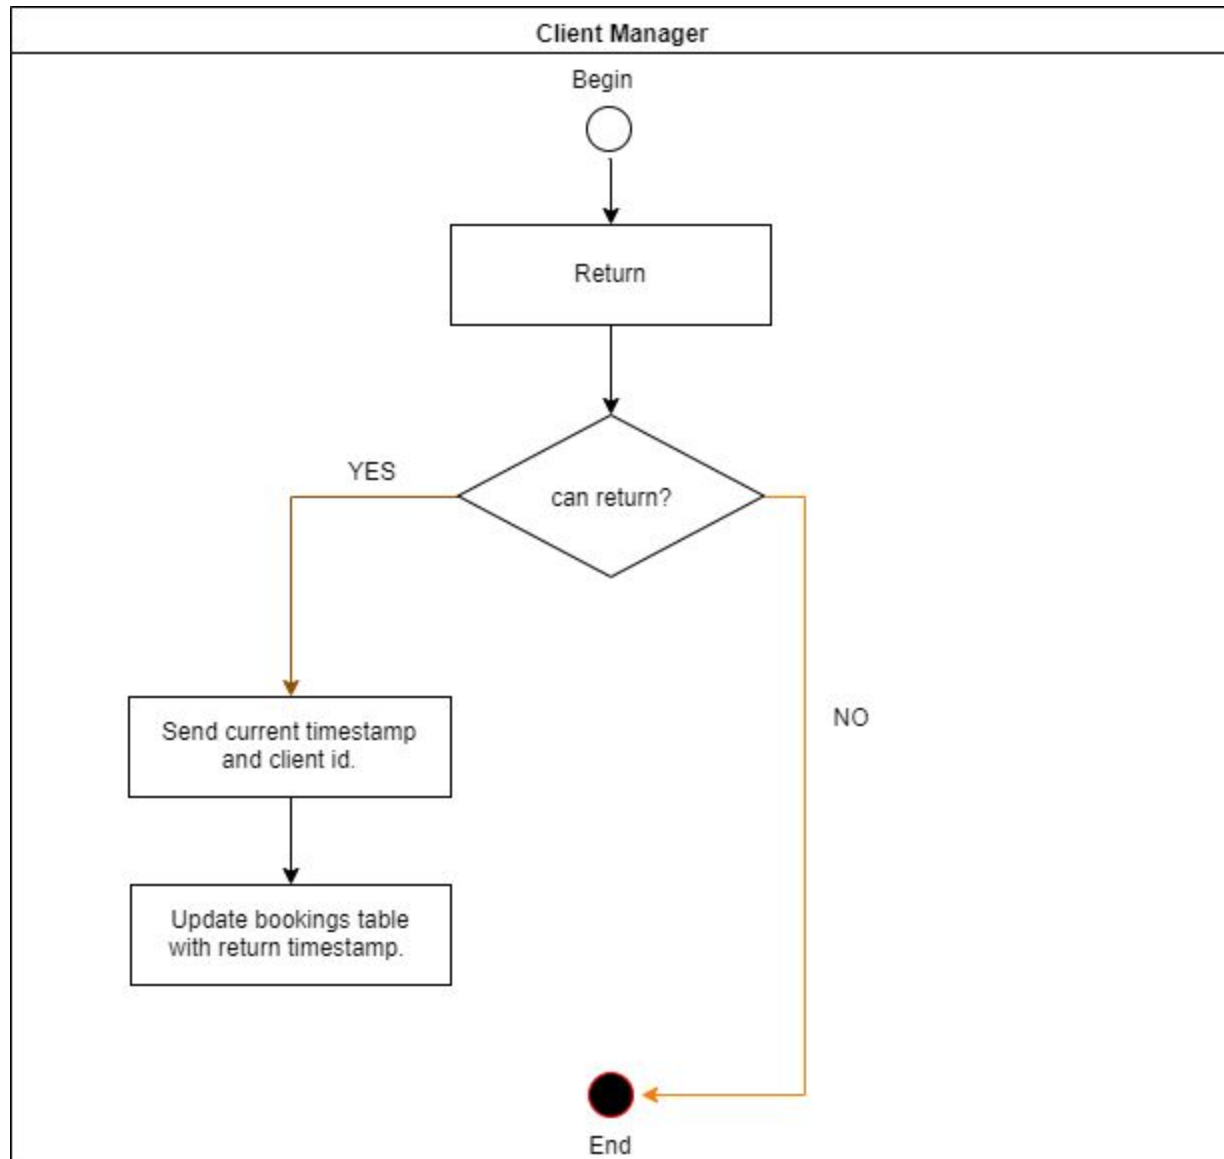 Client Manager
Begin
Return
YES
can return?
Send current timestamp
and client id.
NO
Update bookings table
with return timestamp.
End